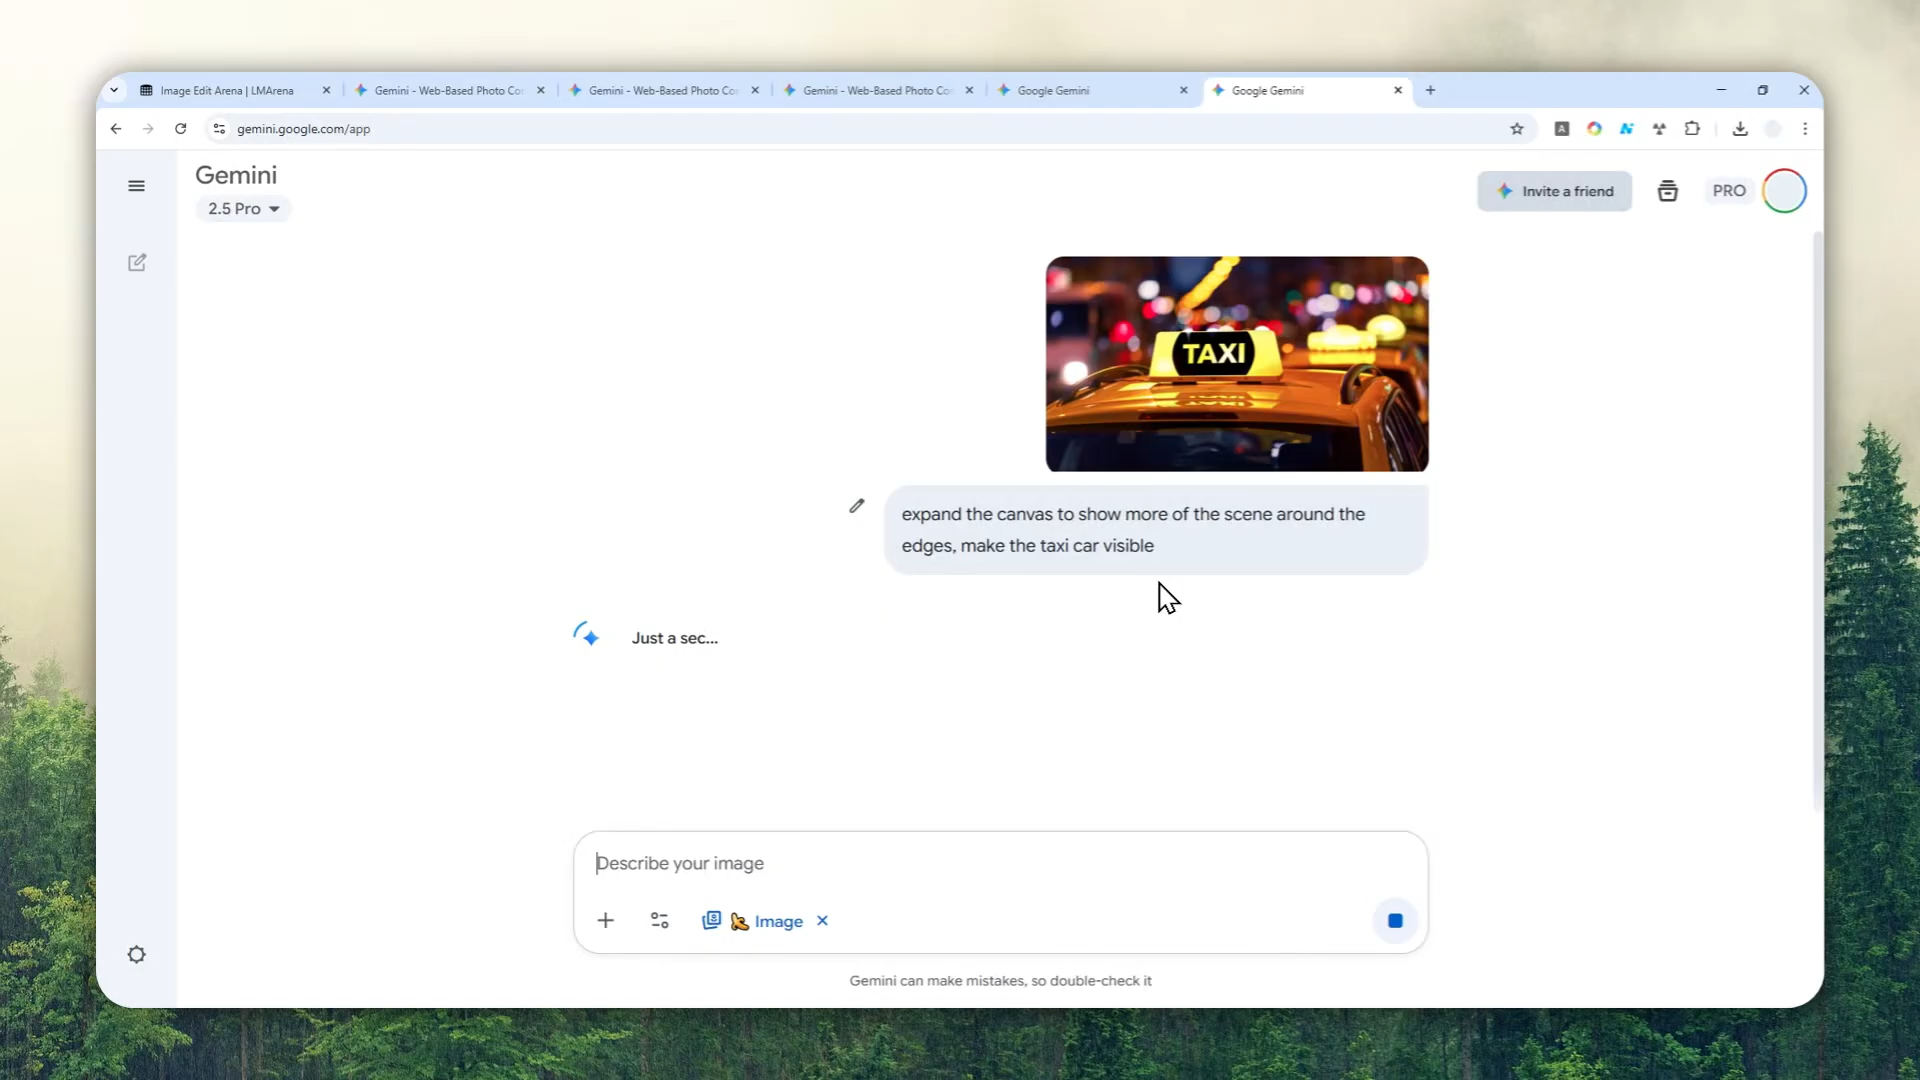 Image Edit Arena | LMArena
Gemini - Web-Based Photo Co
Gemini - Web-Based Photo Co
Gemini - Web-Based Photo Co
Google Gemini
Google Gemini
gemini.google.com/app
A
Gemini
2.5 Pro
Invite a friend
PRO
TAXI
expand the canvas to show more of the scene around the
edges, make the taxi car visible
Just a sec...
Describe your image
Image
Gemini can make mistakes, so double-check it